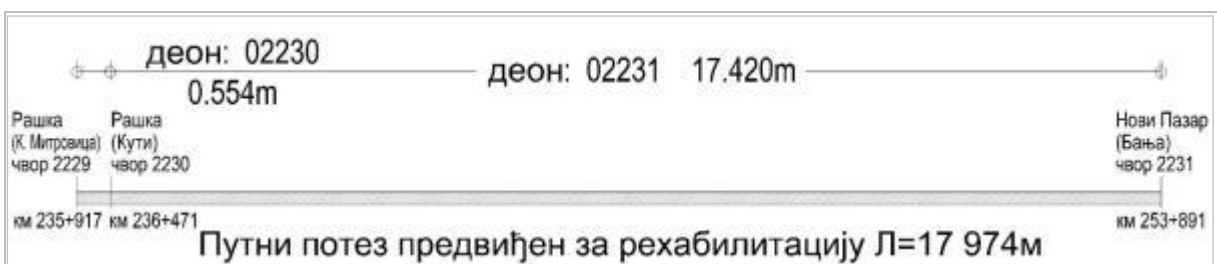 деон: 02230
0.554m
деон: 02231 17.420m
Рашка
(К. Митровица)
чвор 2229
Рашка
(Кути)
чвор 2230
Нови Пазар
(Бања)
чвор 2231
км 235+917 км 236+471
км 253+891
Путни потез предвиђен за рехабилитацију Л=17 974м